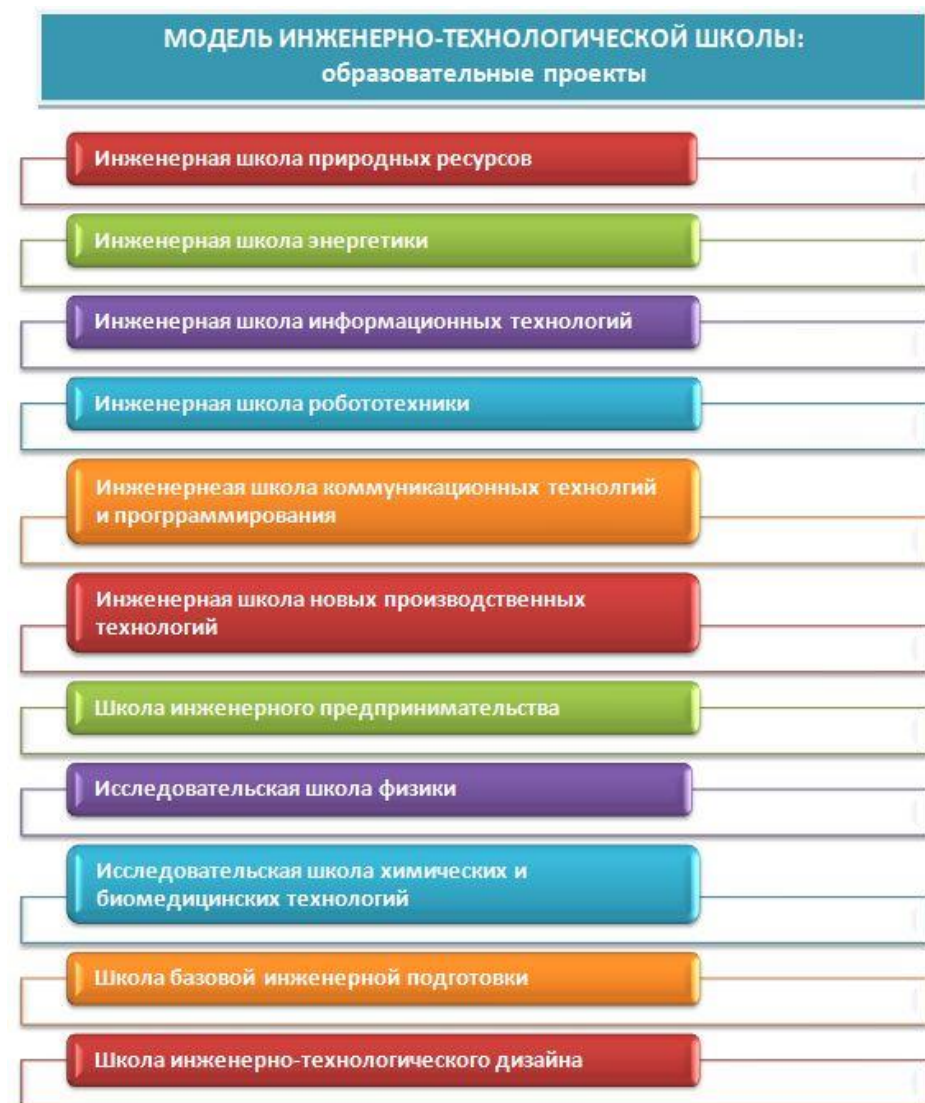 МОДЕЛЬ ИНЖЕНЕРНО-ТЕХНОЛОГИЧЕСКОЙ ШКОЛЫ:
образовательные проекты
Инженерная школа природных ресурсов
Инженерная школа энергетики
Инженерная школа информационных технологий
Инженерная школа робототехники
Инженернеая школа коммуникационных технолгий
и прогрраммирования
Инженерная школа новых производственных
технологий
Школа инженерного предпринимательства
Исследовательская школа физики
Исследовательская школа химических и
биомедицинских технологий
Школа базовой инженерной подготовки
Школа инженерно-технологического дизайна